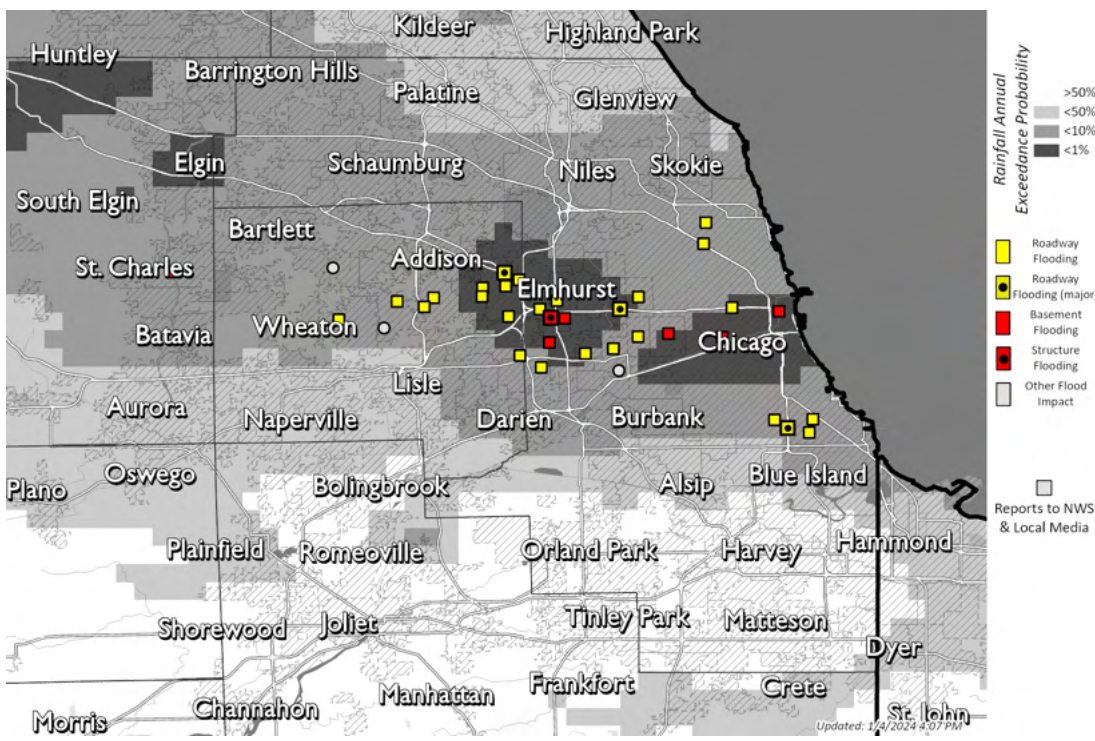 Kildeer
Highland Park
Huntley
Barrington Hills
Palatine
Glenview
Elgin
Schaumburg
Niles
Skokie
South Elgin
Bartlett
Addison
St. Charles
Elmhurst
Batavia
Wheaton
Chicago
Lisle
Aurora
Naperville
Darien
Burbank
Oswego
Plano
Bolingbrook
Alsip
Blue Island
Plainfield
Romeoville
Orland Park
Harvey
Hammond
Shorewood
Joliet
Tinley Park
Matteson
Dyer
Channahon
Manhattan
Frankfort
Crete
Morris
St. John
Updated: 1/4/2024 4:07 PM
Rainfall Annual
Exceedance Probability
>50%
<50%
<10%
<1%
Roadway
Flooding
Roadway
Flooding (major)
Basement
Flooding
Structure
Flooding
Other Flood
Impact
Reports to NWS
& Local Media